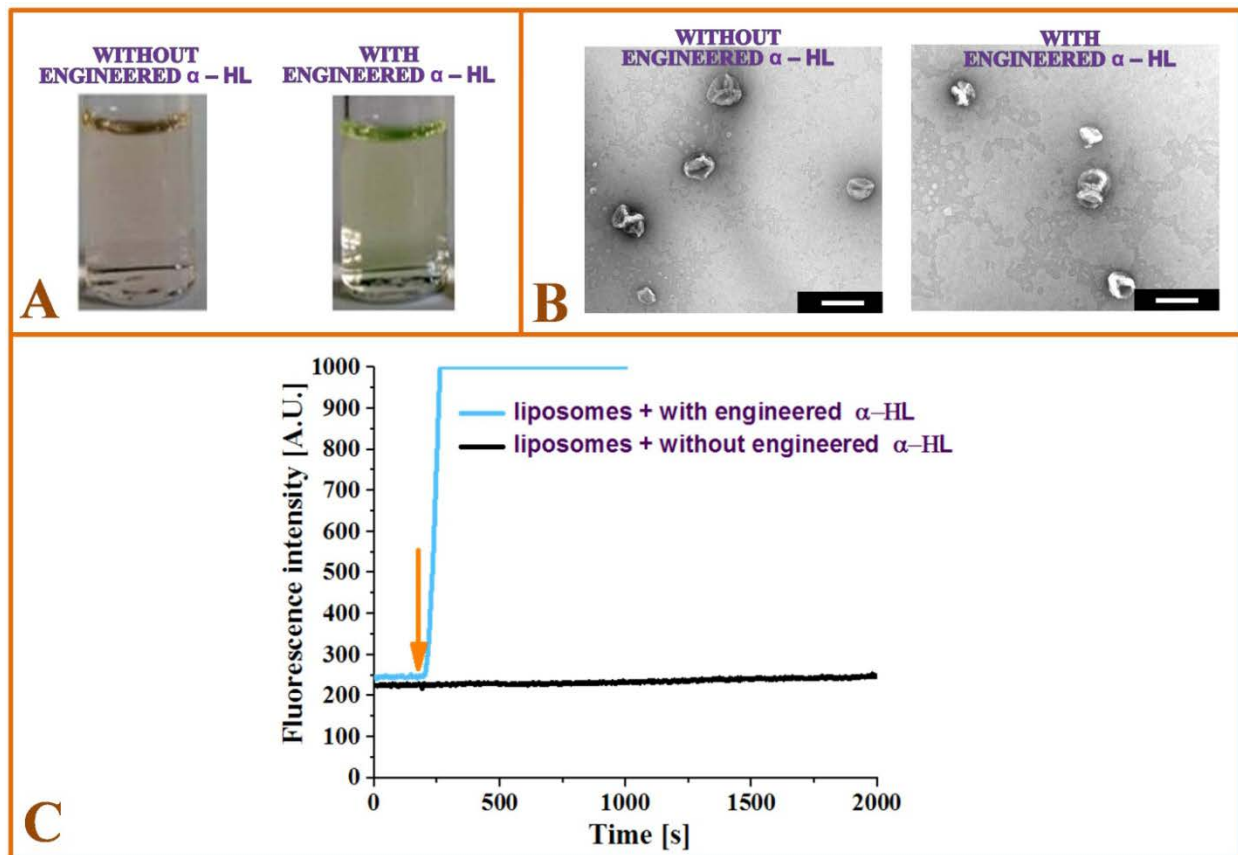 WITHOUT
ENGINEERED α – HL
WITH
ENGINEERED α – HL
A
WITHOUT
ENGINEERED α – HL
WITH
ENGINEERED α – HL
B
1000
900
800
700
600
500
400
300
200
100
0
Fluorescence intensity [A.U.]
liposomes + with engineered α–HL
liposomes + without engineered α–HL
0 500 1000 1500 2000
Time [s]
C